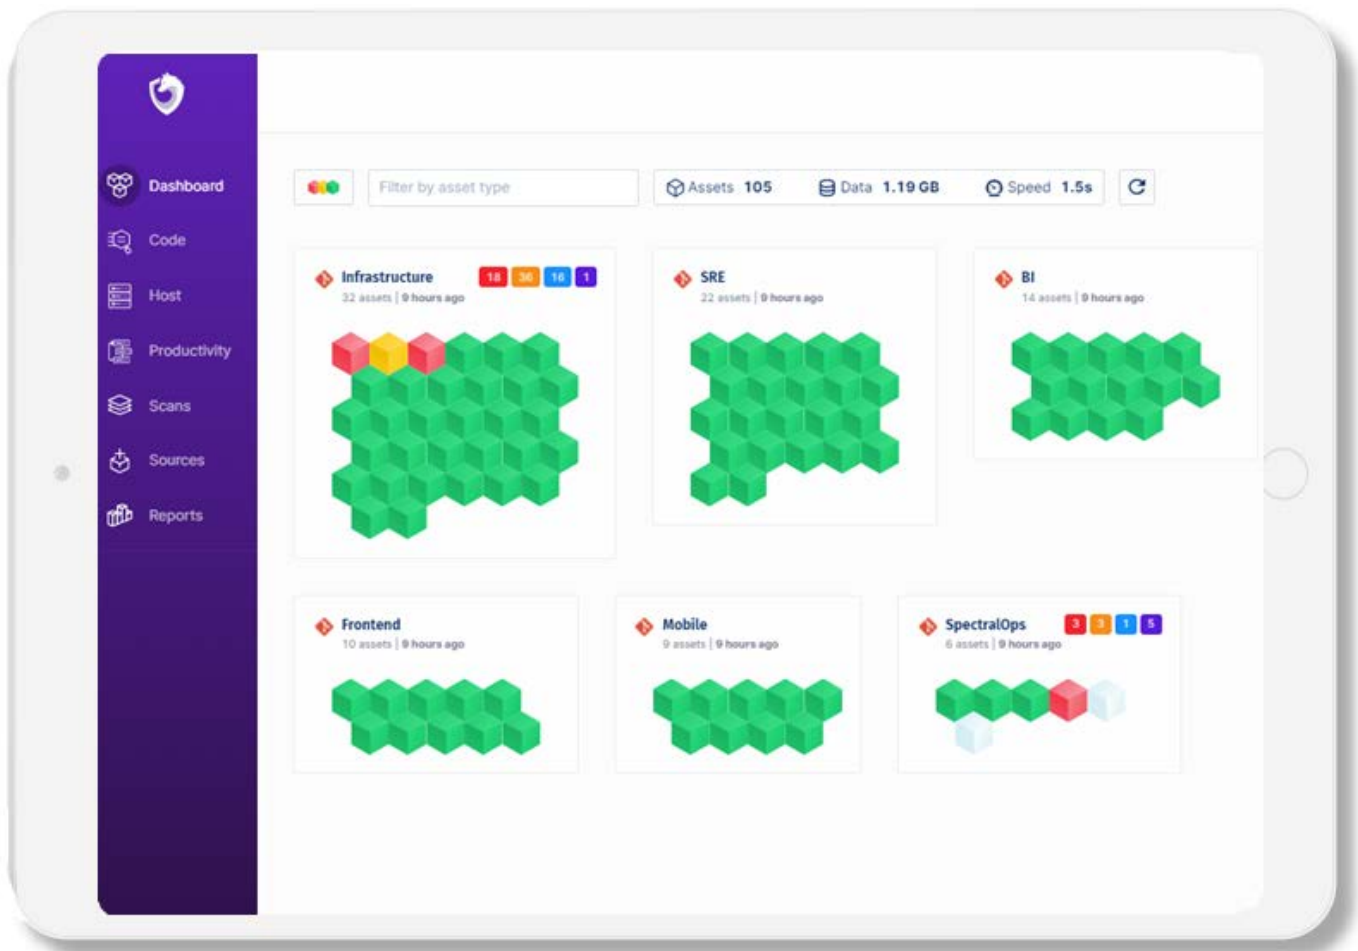 Dashboard
Code
Host
Productivity
Scans
Sources
Reports
Filter by asset type
Assets 105 Data 1.19 GB Speed 1.5s
Infrastructure 18 36 16 1
32 assets | 9 hours ago
SRE
22 assets | 9 hours ago
BI
14 assets | 9 hours ago
Frontend
10 assets | 9 hours ago
Mobile
9 assets | 9 hours ago
SpectralOps 3 3 1 5
6 assets | 9 hours ago